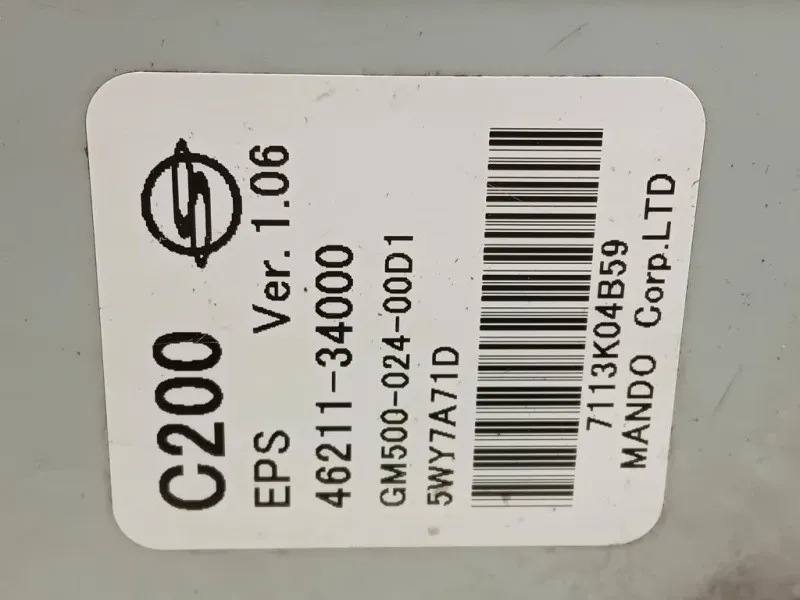 C200
EPS Ver. 1.06
46211-34000
GM500-024-00D1
5WY7A71D
7113K04B59
MANDO Corp.LTD